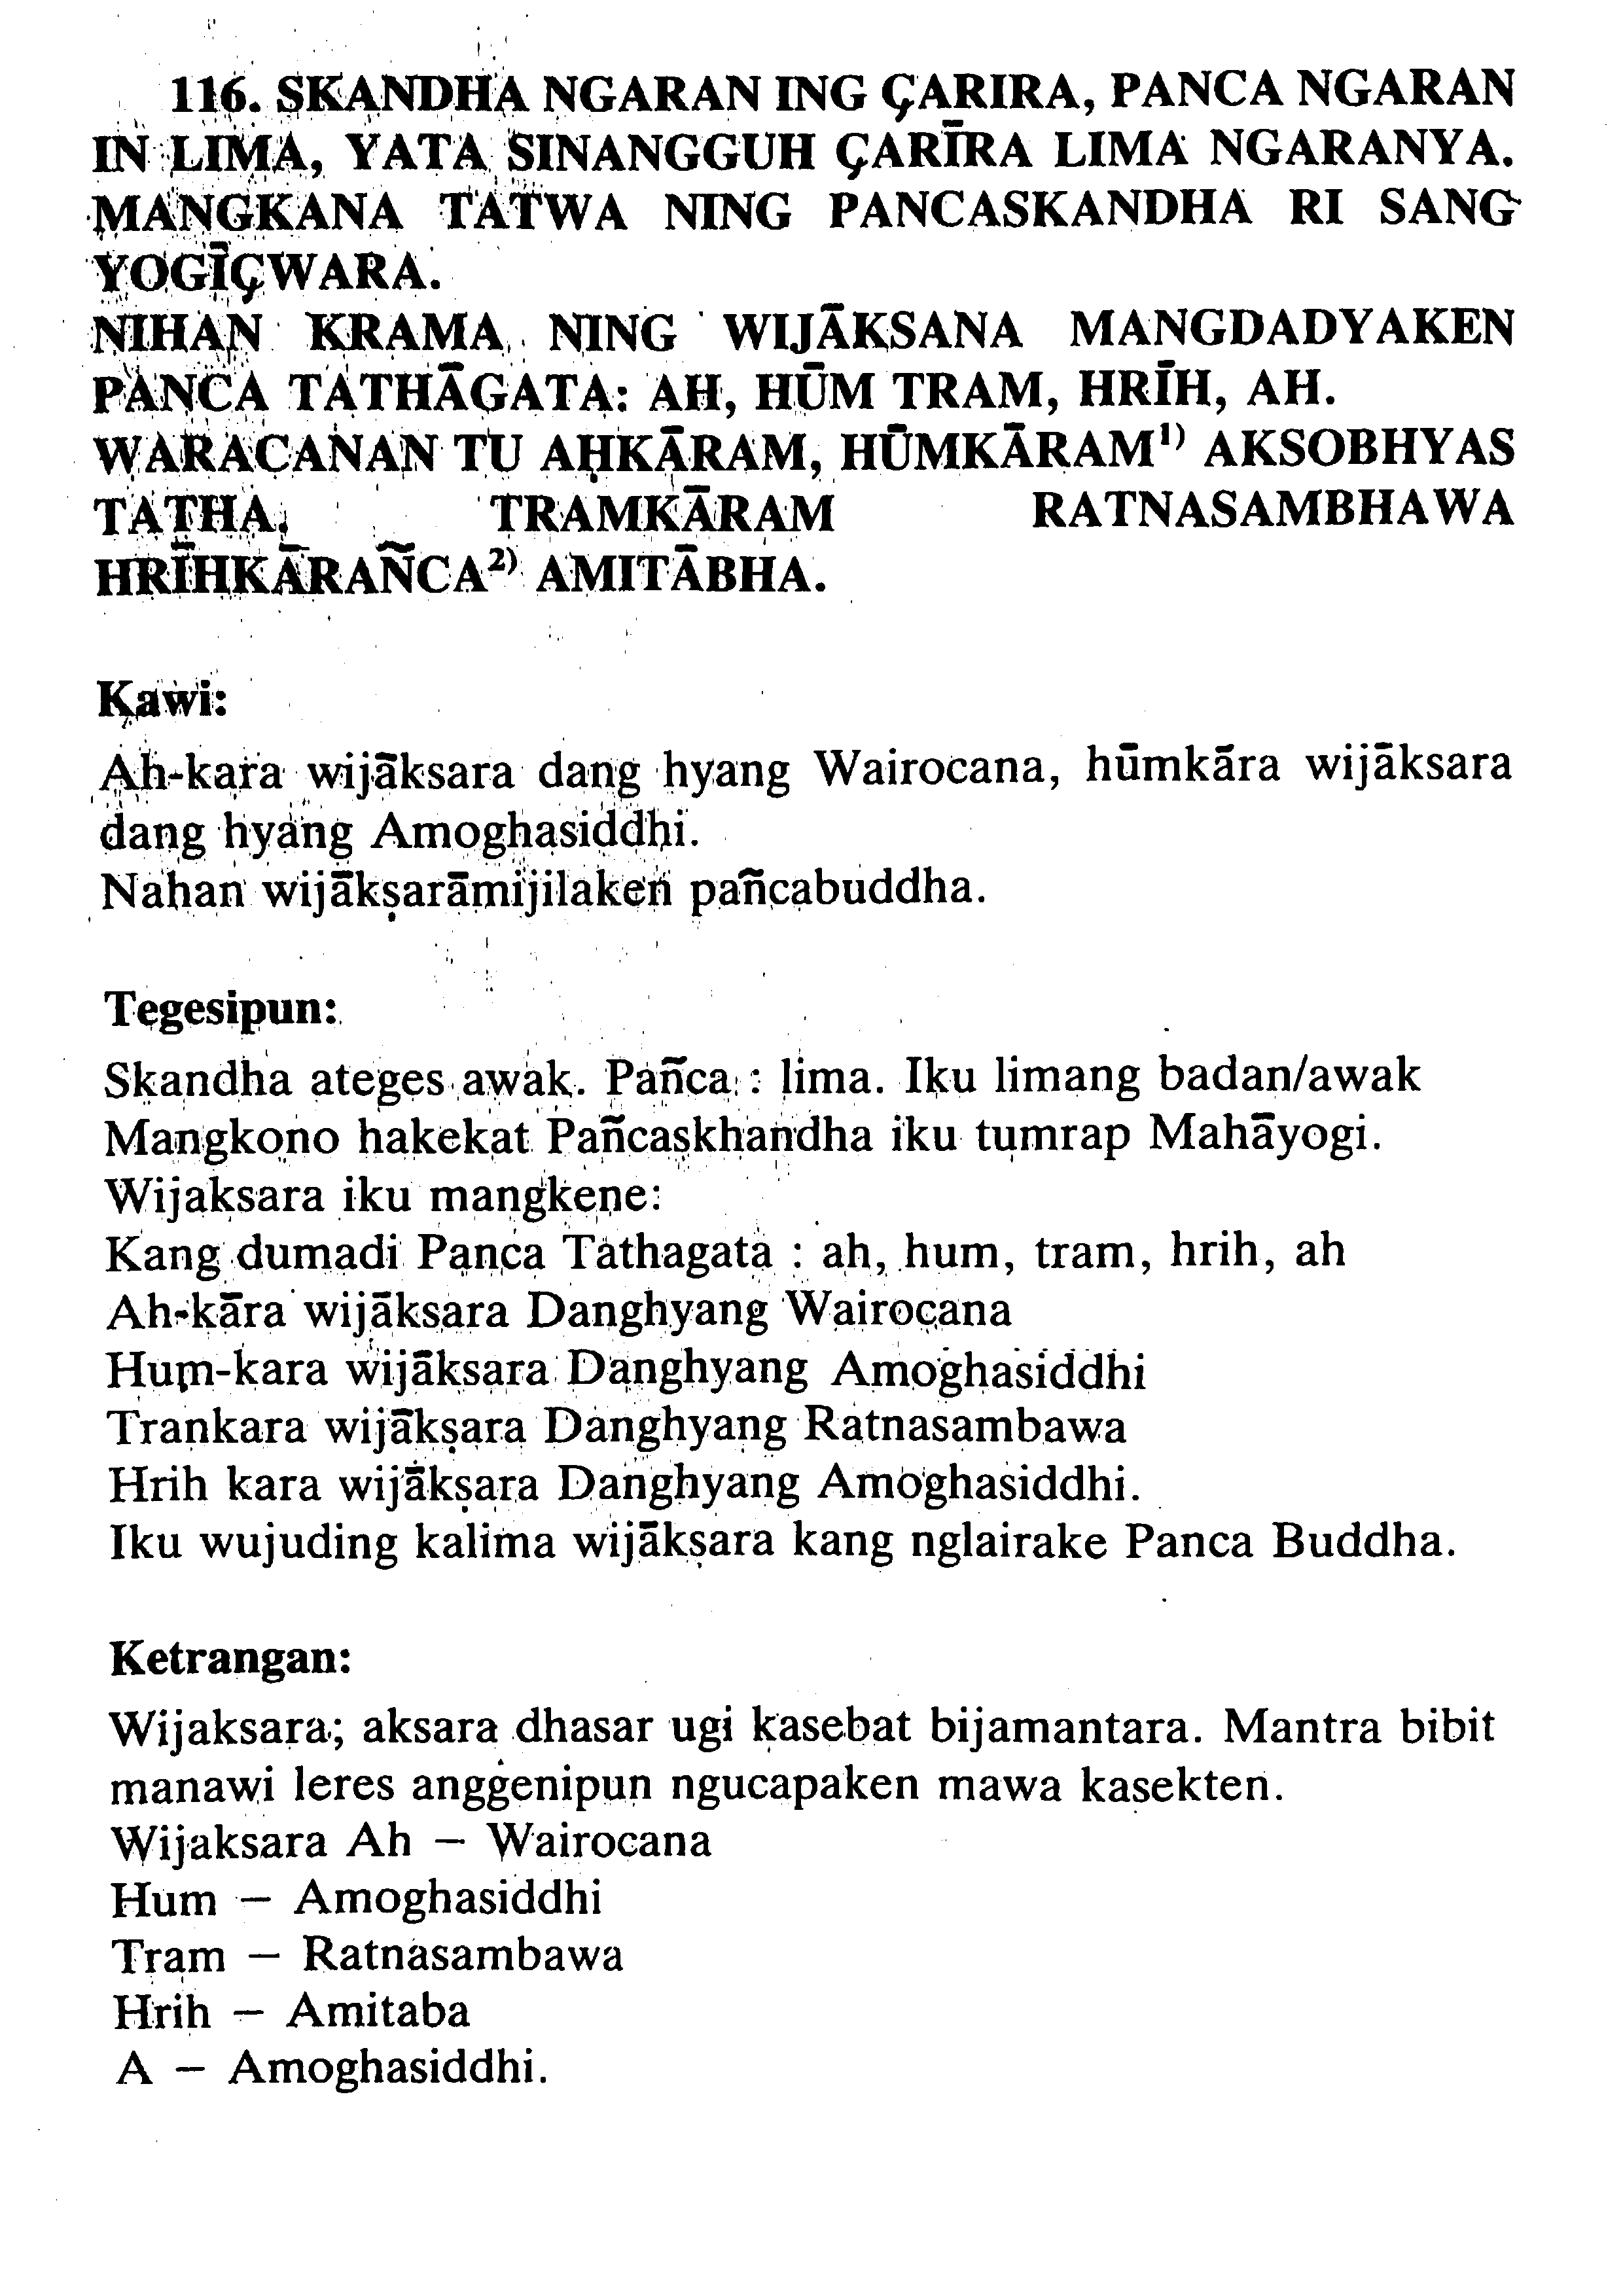 116. SKANDHA NGARAN ING ÇARIRA, PANCA NGARAN
IN LIMA, YATA SINANGGUH ÇARĪRA LIMA NGARANYA.
MANGKANA TATWA NING PANCASKANDHA RI SANG
YOGĪÇWARA.
NIHAN KRAMA NING WIJĀKSANA MANGDADYAKEN
PANCA TATHĀGATA: AH, HŪM TRAM, HRĪH, AH.
WARACANAN TU AḤKĀRAM, HŪMKĀRAM¹⁾ AKSOBHYAS
TATHA, TRAMKĀRAM RATNASAMBHAWA
HRĪHKĀRAÑCA²⁾ AMITĀBHA.
Kawi:
Ah-kara wijāksara dang hyang Wairocana, hūmkāra wijāksara
dang hyang Amoghasiddhi.
Nahan wijākṣarāmijilaken pañcabuddha.
Tegesipun:
Skandha ateges awak. Pañca : lima. Iku limang badan/awak
Mangkono hakekat Pañcaskhandha iku tumrap Mahāyogi.
Wijaksara iku mangkene:
Kang dumadi Panca Tathagata : ah, hum, tram, hrih, ah
Ah-kāra wijāksara Danghyang Wairocana
Hum-kara wijāksara Danghyang Amoghasiddhi
Trankara wijākṣara Danghyang Ratnasambawa
Hrih kara wijākṣara Danghyang Amoghasiddhi.
Iku wujuding kalima wijākṣara kang nglairake Panca Buddha.
Ketrangan:
Wijaksara; aksara dhasar ugi kasebat bijamantara. Mantra bibit
manawi leres anggenipun ngucapaken mawa kasekten.
Wijaksara Ah – Wairocana
Hum – Amoghasiddhi
Tram – Ratnasambawa
Hrih – Amitaba
A – Amoghasiddhi.